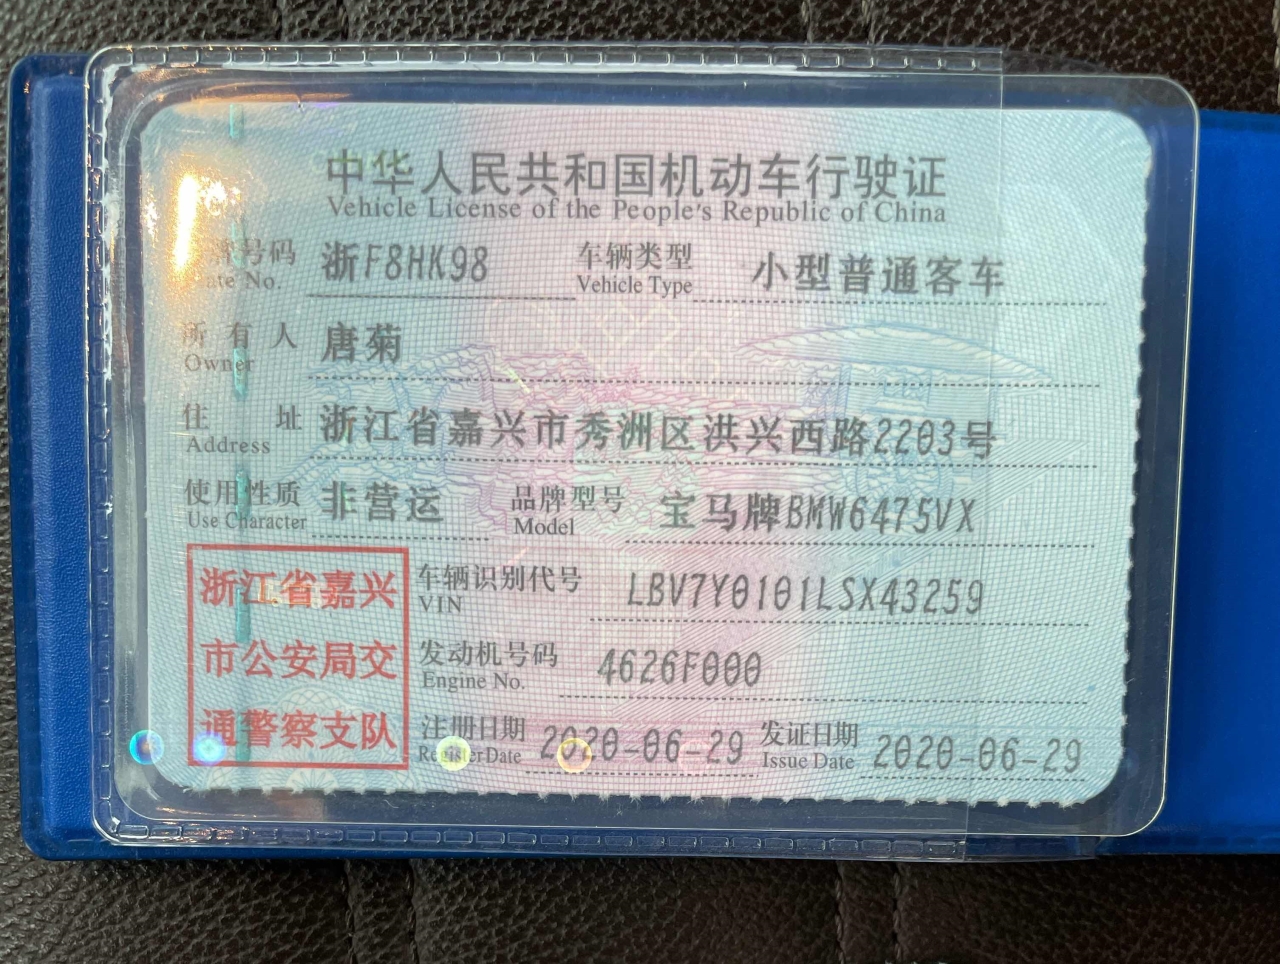 中华人民共和国机动车行驶证
Vehicle License of the People's Republic of China
号码 浙F8HK98 车辆类型 小型普通客车
No. Vehicle Type
所有人 唐菊
Owner
住址 浙江省嘉兴市秀洲区洪兴西路2203号
Address
使用性质 非营运 品牌型号 宝马牌BMW6475VX
Use Character Model
浙江省嘉兴
市公安局交
通警察支队
车辆识别代号 LBV7Y0101LSX43259
VIN
发动机号码 4626F000
Engine No.
注册日期 2020-06-29 发证日期 2020-06-29
Register Date Issue Date